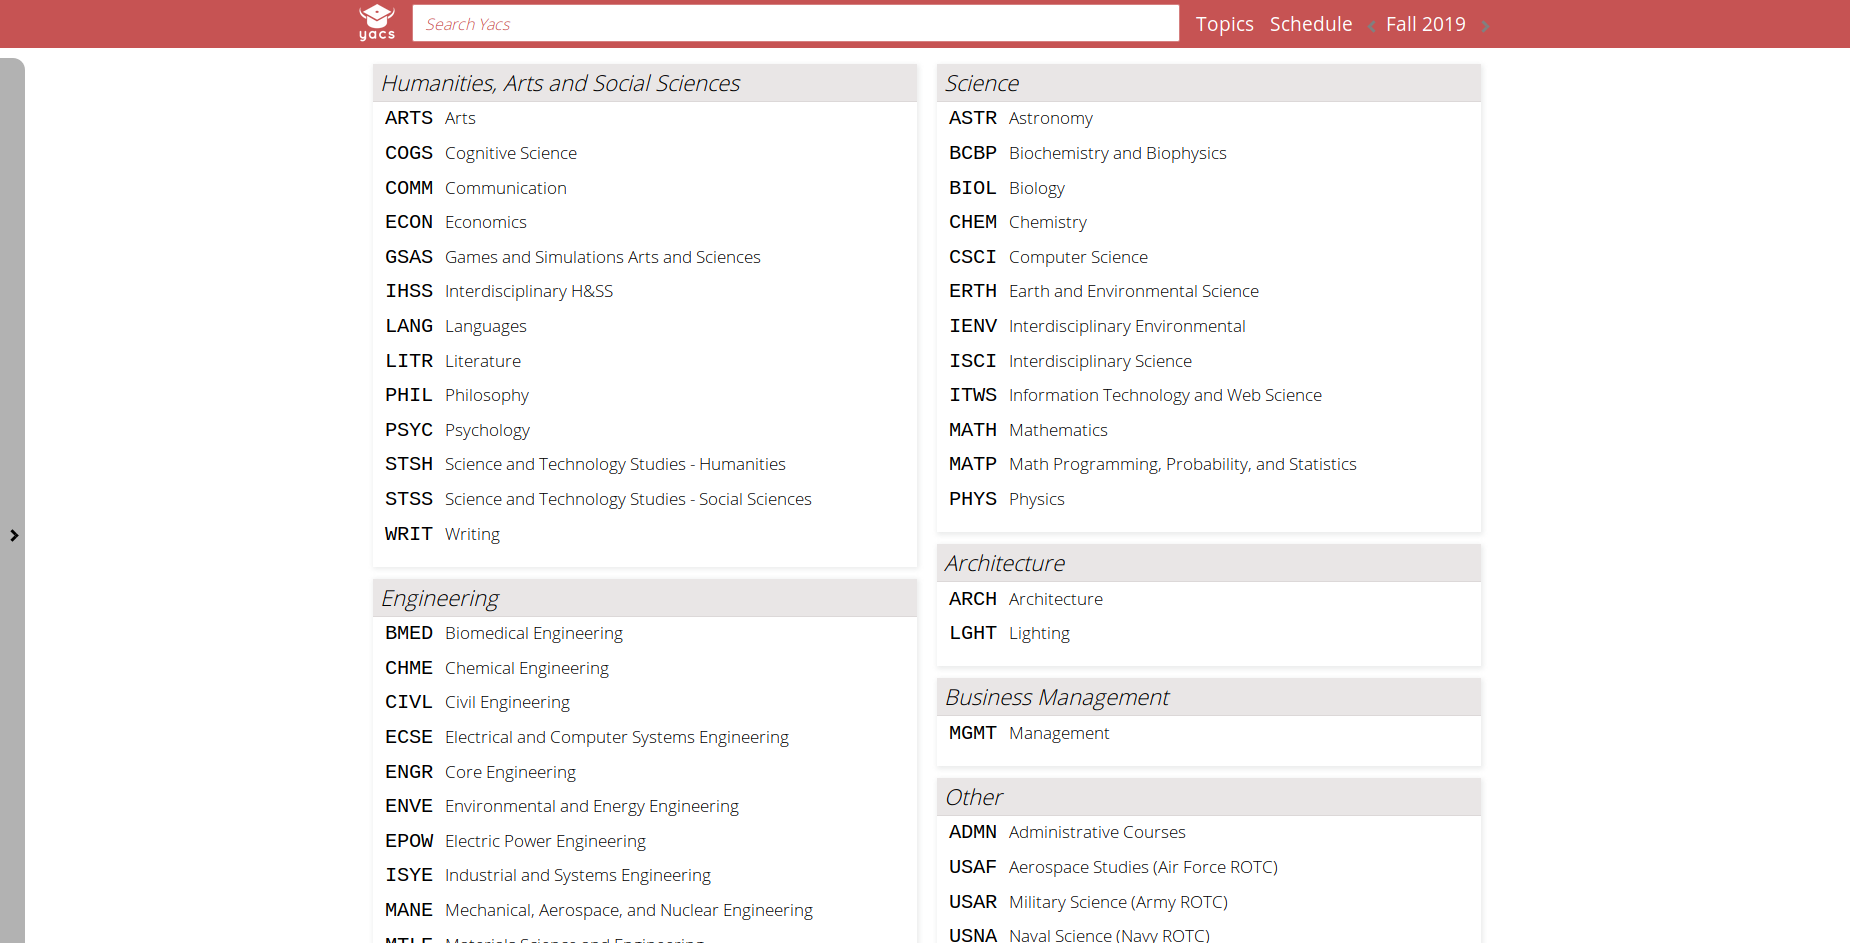 yacs
Search Yacs
Topics Schedule < Fall 2019 >
Humanities, Arts and Social Sciences
ARTS Arts
COGS Cognitive Science
COMM Communication
ECON Economics
GSAS Games and Simulations Arts and Sciences
IHSS Interdisciplinary H&SS
LANG Languages
LITR Literature
PHIL Philosophy
PSYC Psychology
STSH Science and Technology Studies - Humanities
STSS Science and Technology Studies - Social Sciences
WRIT Writing
Engineering
BMED Biomedical Engineering
CHME Chemical Engineering
CIVL Civil Engineering
ECSE Electrical and Computer Systems Engineering
ENGR Core Engineering
ENVE Environmental and Energy Engineering
EPOW Electric Power Engineering
ISYE Industrial and Systems Engineering
MANE Mechanical, Aerospace, and Nuclear Engineering
MTLE Materials Science and Engineering
Science
ASTR Astronomy
BCBP Biochemistry and Biophysics
BIOL Biology
CHEM Chemistry
CSCI Computer Science
ERTH Earth and Environmental Science
IENV Interdisciplinary Environmental
ISCI Interdisciplinary Science
ITWS Information Technology and Web Science
MATH Mathematics
MATP Math Programming, Probability, and Statistics
PHYS Physics
Architecture
ARCH Architecture
LGHT Lighting
Business Management
MGMT Management
Other
ADMN Administrative Courses
USAF Aerospace Studies (Air Force ROTC)
USAR Military Science (Army ROTC)
USNA Naval Science (Navy ROTC)